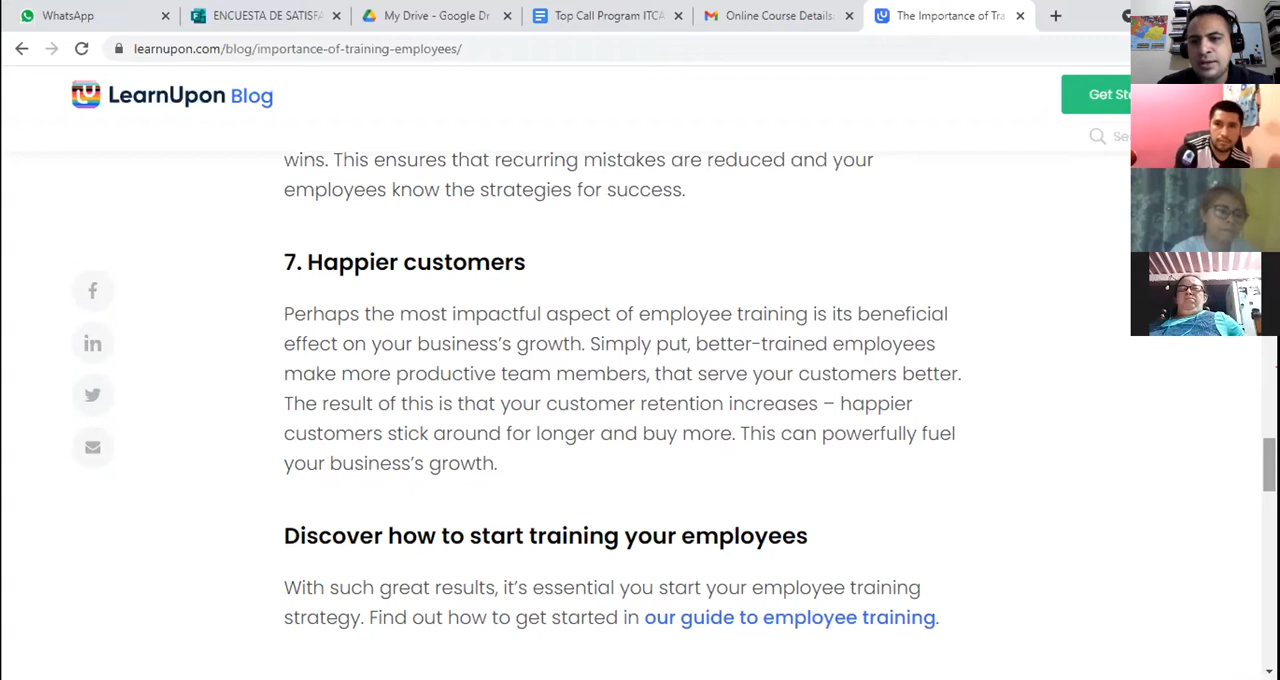 WhatsApp
ENCUESTA DE SATISFA
My Drive - Google Dr
Top Call Program ITCA
Online Course Details:
The Importance of Tra
learnupon.com/blog/importance-of-training-employees/
LearnUpon Blog
Get Sta
Sea
wins. This ensures that recurring mistakes are reduced and your
employees know the strategies for success.
7. Happier customers
Perhaps the most impactful aspect of employee training is its beneficial
effect on your business’s growth. Simply put, better-trained employees
make more productive team members, that serve your customers better.
The result of this is that your customer retention increases – happier
customers stick around for longer and buy more. This can powerfully fuel
your business’s growth.
Discover how to start training your employees
With such great results, it’s essential you start your employee training
strategy. Find out how to get started in our guide to employee training.